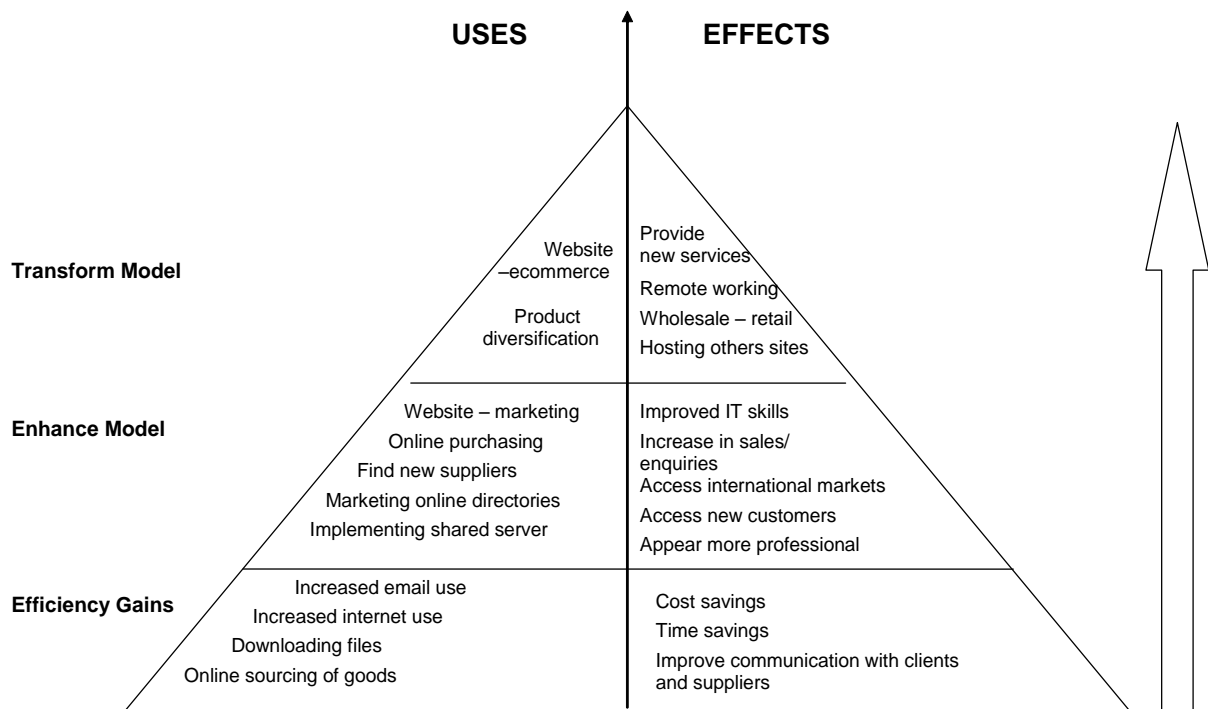 USES
EFFECTS
Transform Model
Website
–ecommerce
Product
diversification
Provide
new services
Remote working
Wholesale – retail
Hosting others sites
Enhance Model
Website – marketing
Online purchasing
Find new suppliers
Marketing online directories
Implementing shared server
Improved IT skills
Increase in sales/
enquiries
Access international markets
Access new customers
Appear more professional
Efficiency Gains
Increased email use
Increased internet use
Downloading files
Online sourcing of goods
Cost savings
Time savings
Improve communication with clients
and suppliers